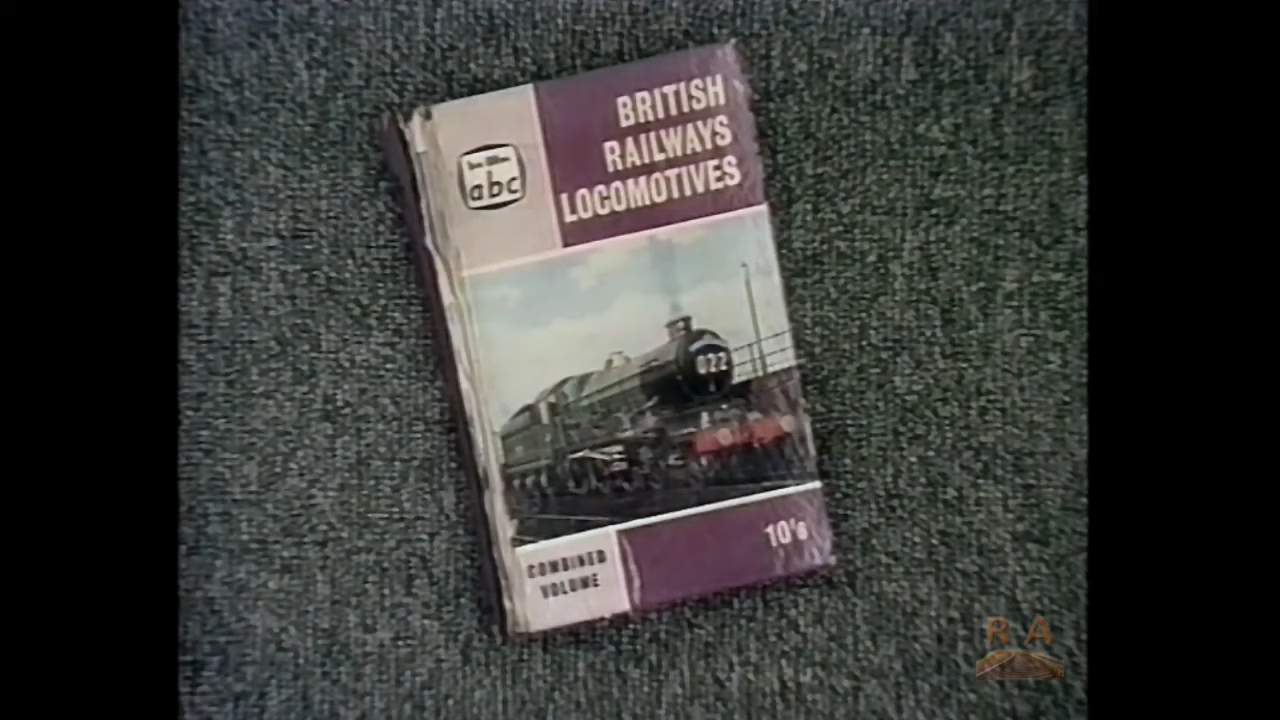 BRITISH
RAILWAYS
LOCOMOTIVES
abc
022
10'6
COMBINED
VOLUME
R A